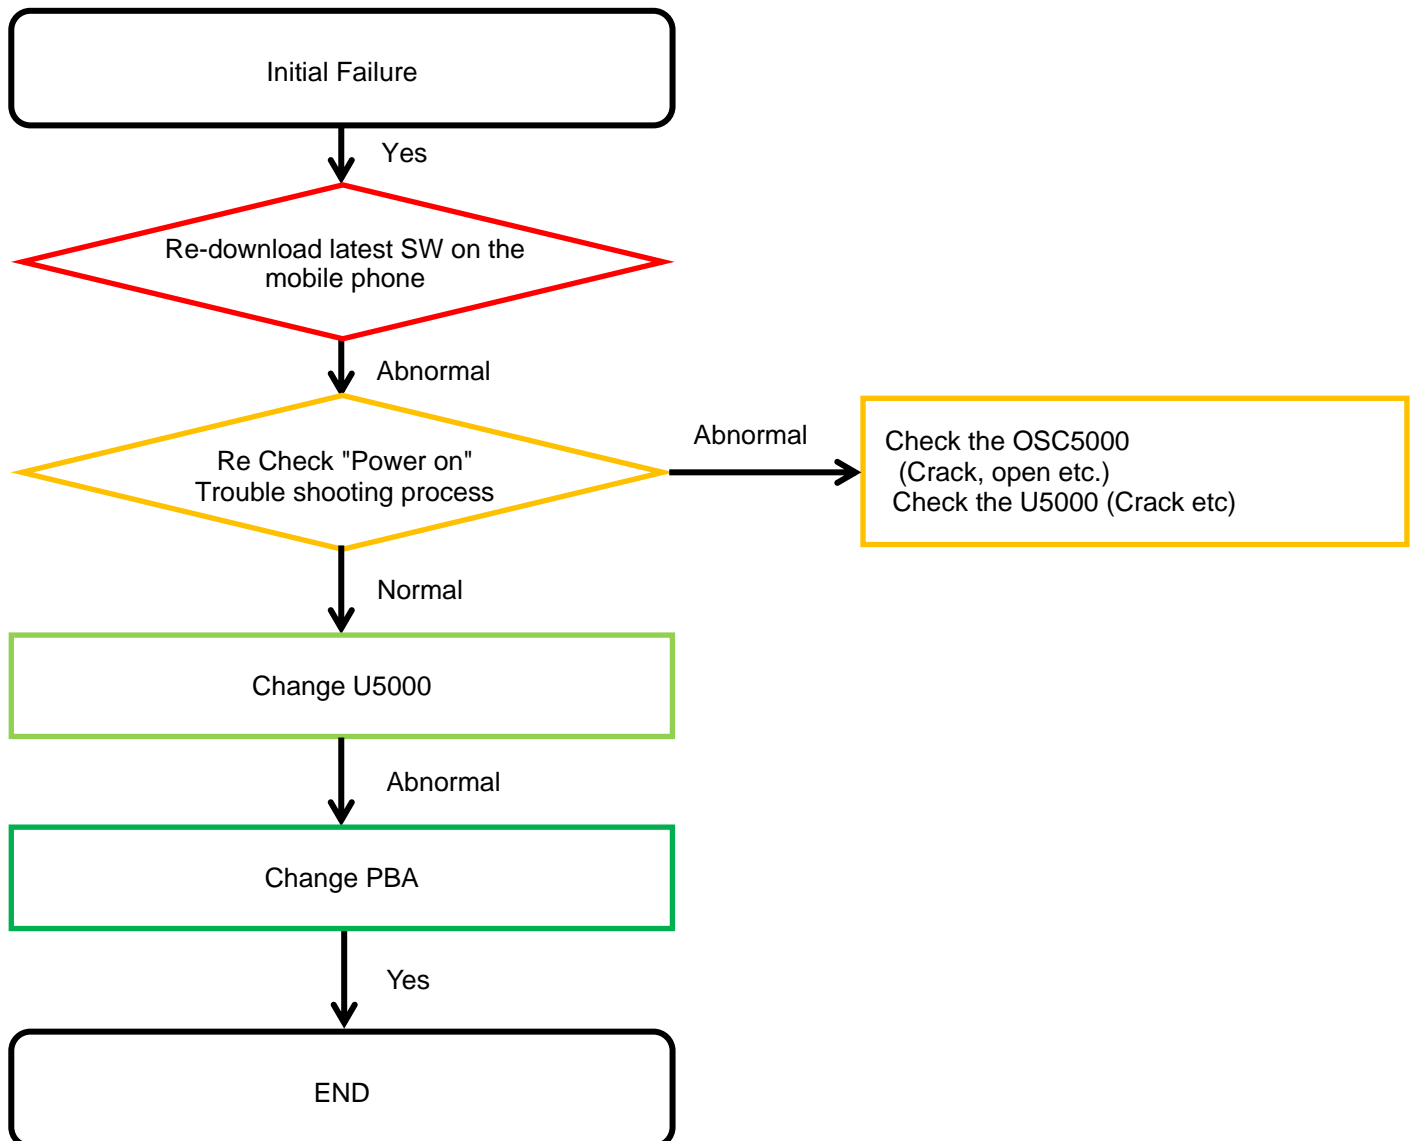 Initial Failure
Yes
Re-download latest SW on the
mobile phone
Abnormal
Re Check "Power on"
Trouble shooting process
Abnormal
Check the OSC5000
(Crack, open etc.)
Check the U5000 (Crack etc)
Normal
Change U5000
Abnormal
Change PBA
Yes
END